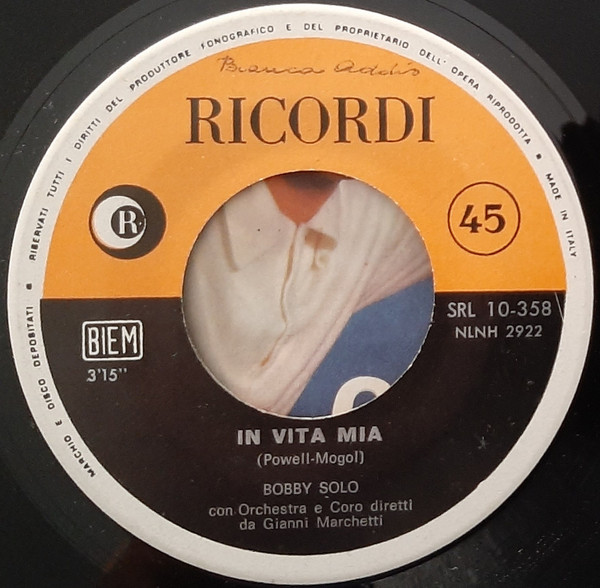 RISERVATI TUTTI I DIRITTI DEL PRODUTTORE FONOGRAFICO E DEL PROPRIETARIO DELL' OPERA RIPRODOTTA ■ MADE IN ITALY
Bianca Addis
RICORDI
R
45
SRL 10-358
NLNH 2922
BIEM
3'15"
MARCHIO E DISCO DEPOSITATI ■
IN VITA MIA
(Powell-Mogol)
BOBBY SOLO
con Orchestra e Coro diretti
da Gianni Marchetti